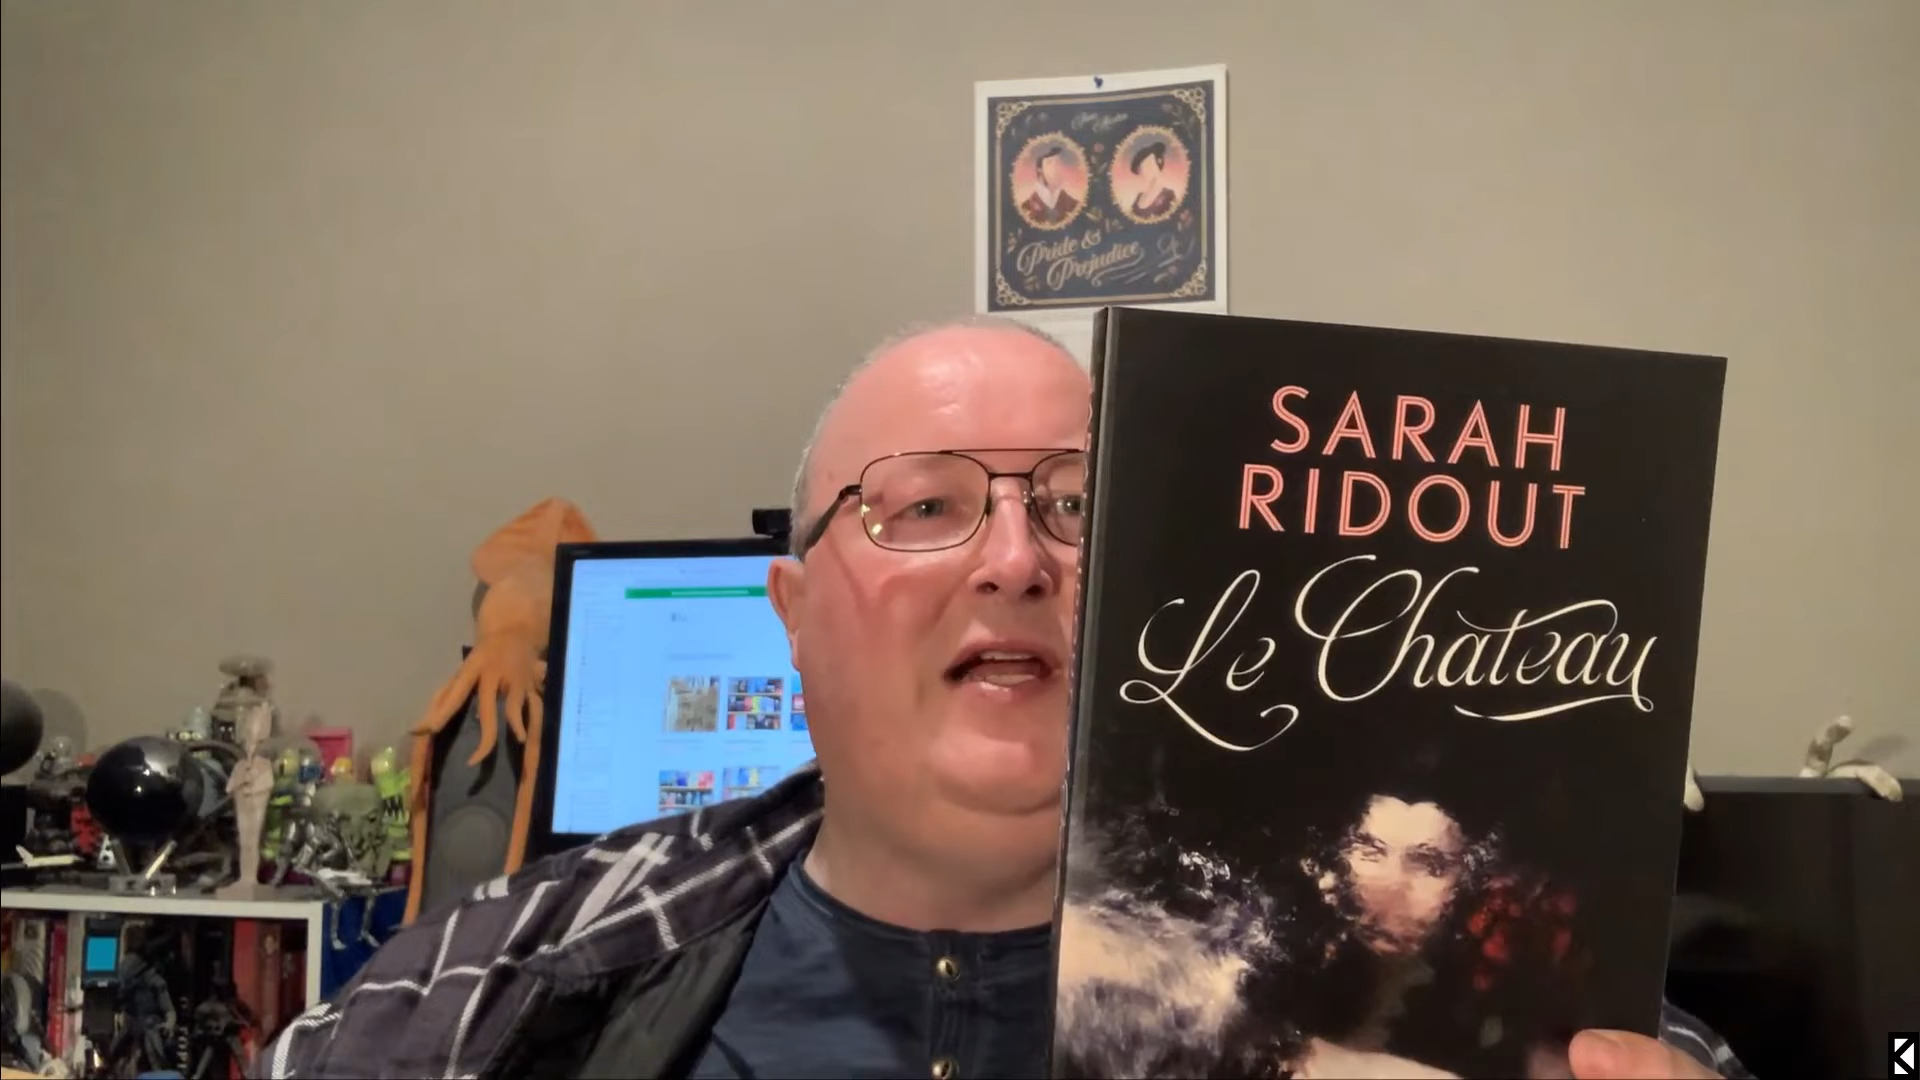 Pride &
Prejudice
SARAH
RIDOUT
Le Chateau